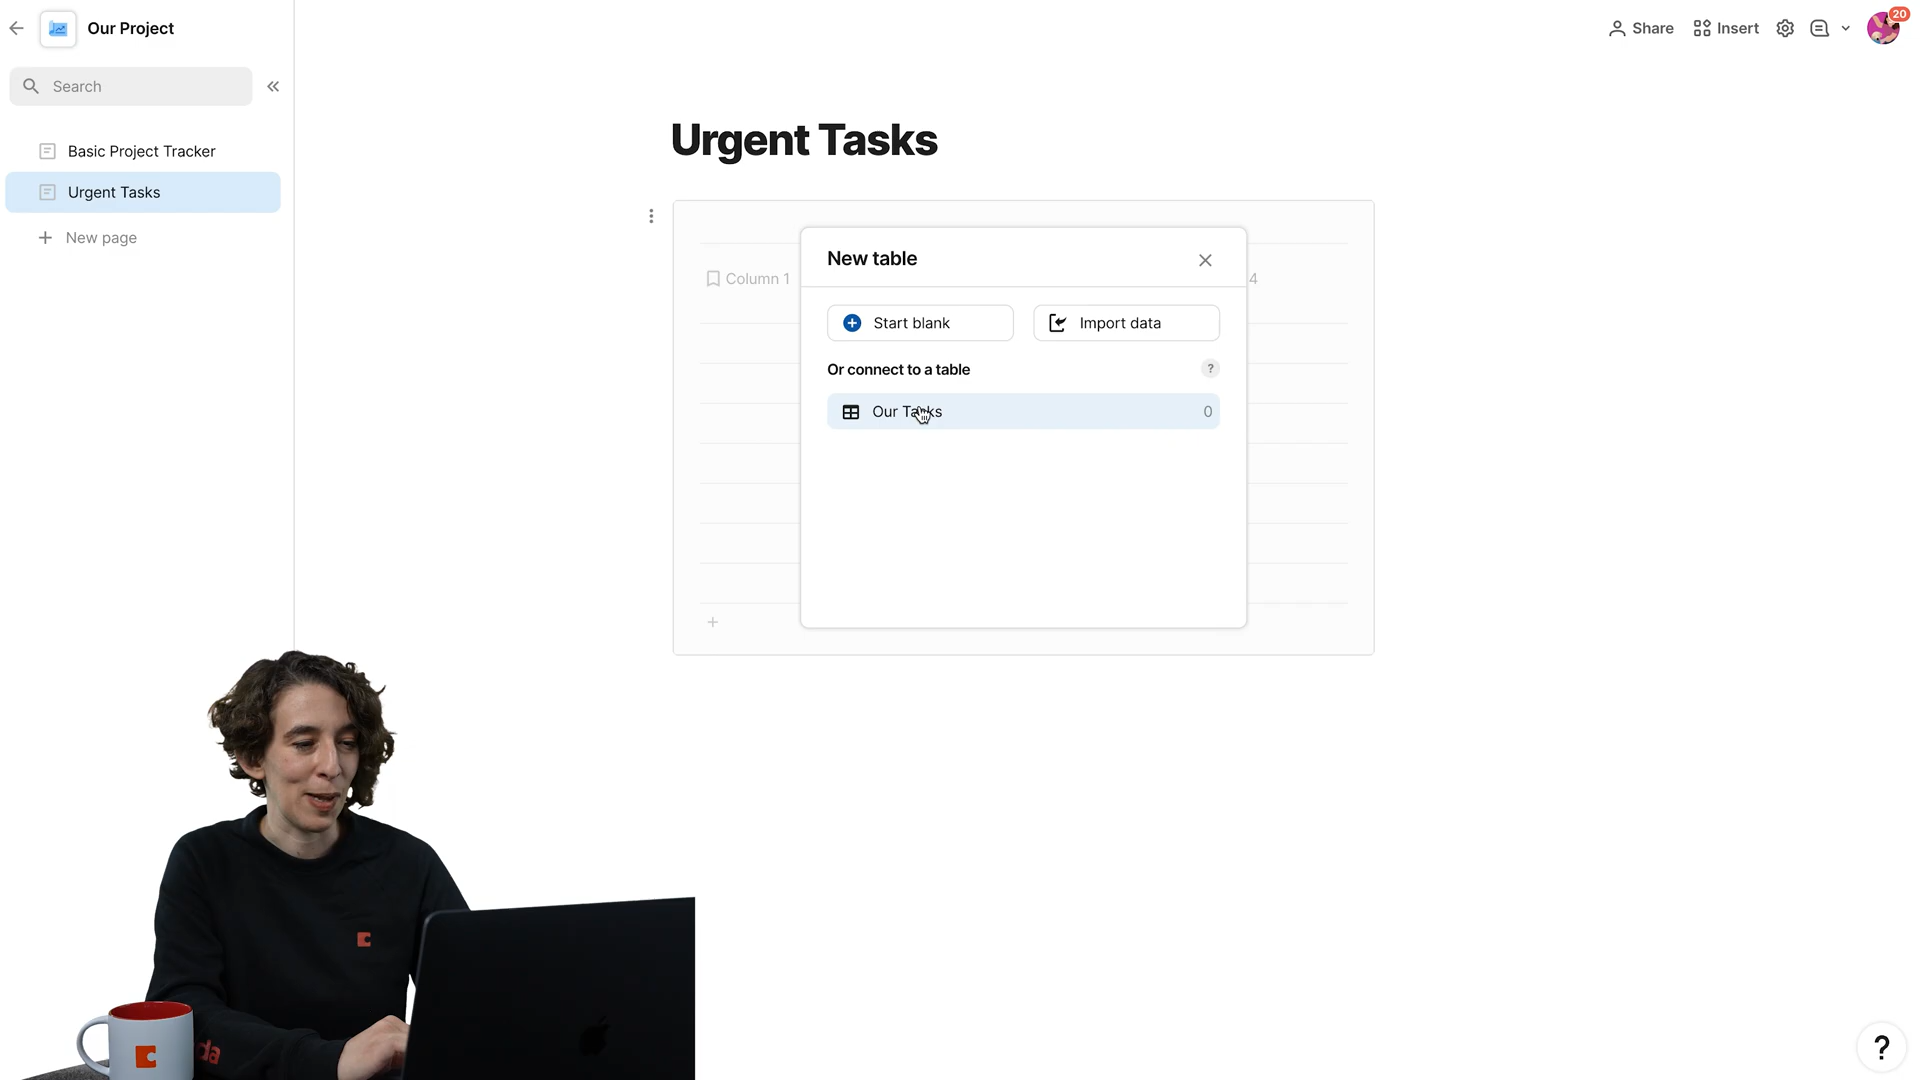 Our Project
Share
Insert
20
Search
Basic Project Tracker
Urgent Tasks
New page
Urgent Tasks
New table
Column 1
4
Start blank
Import data
Or connect to a table
?
Our Tasks
0
da
?